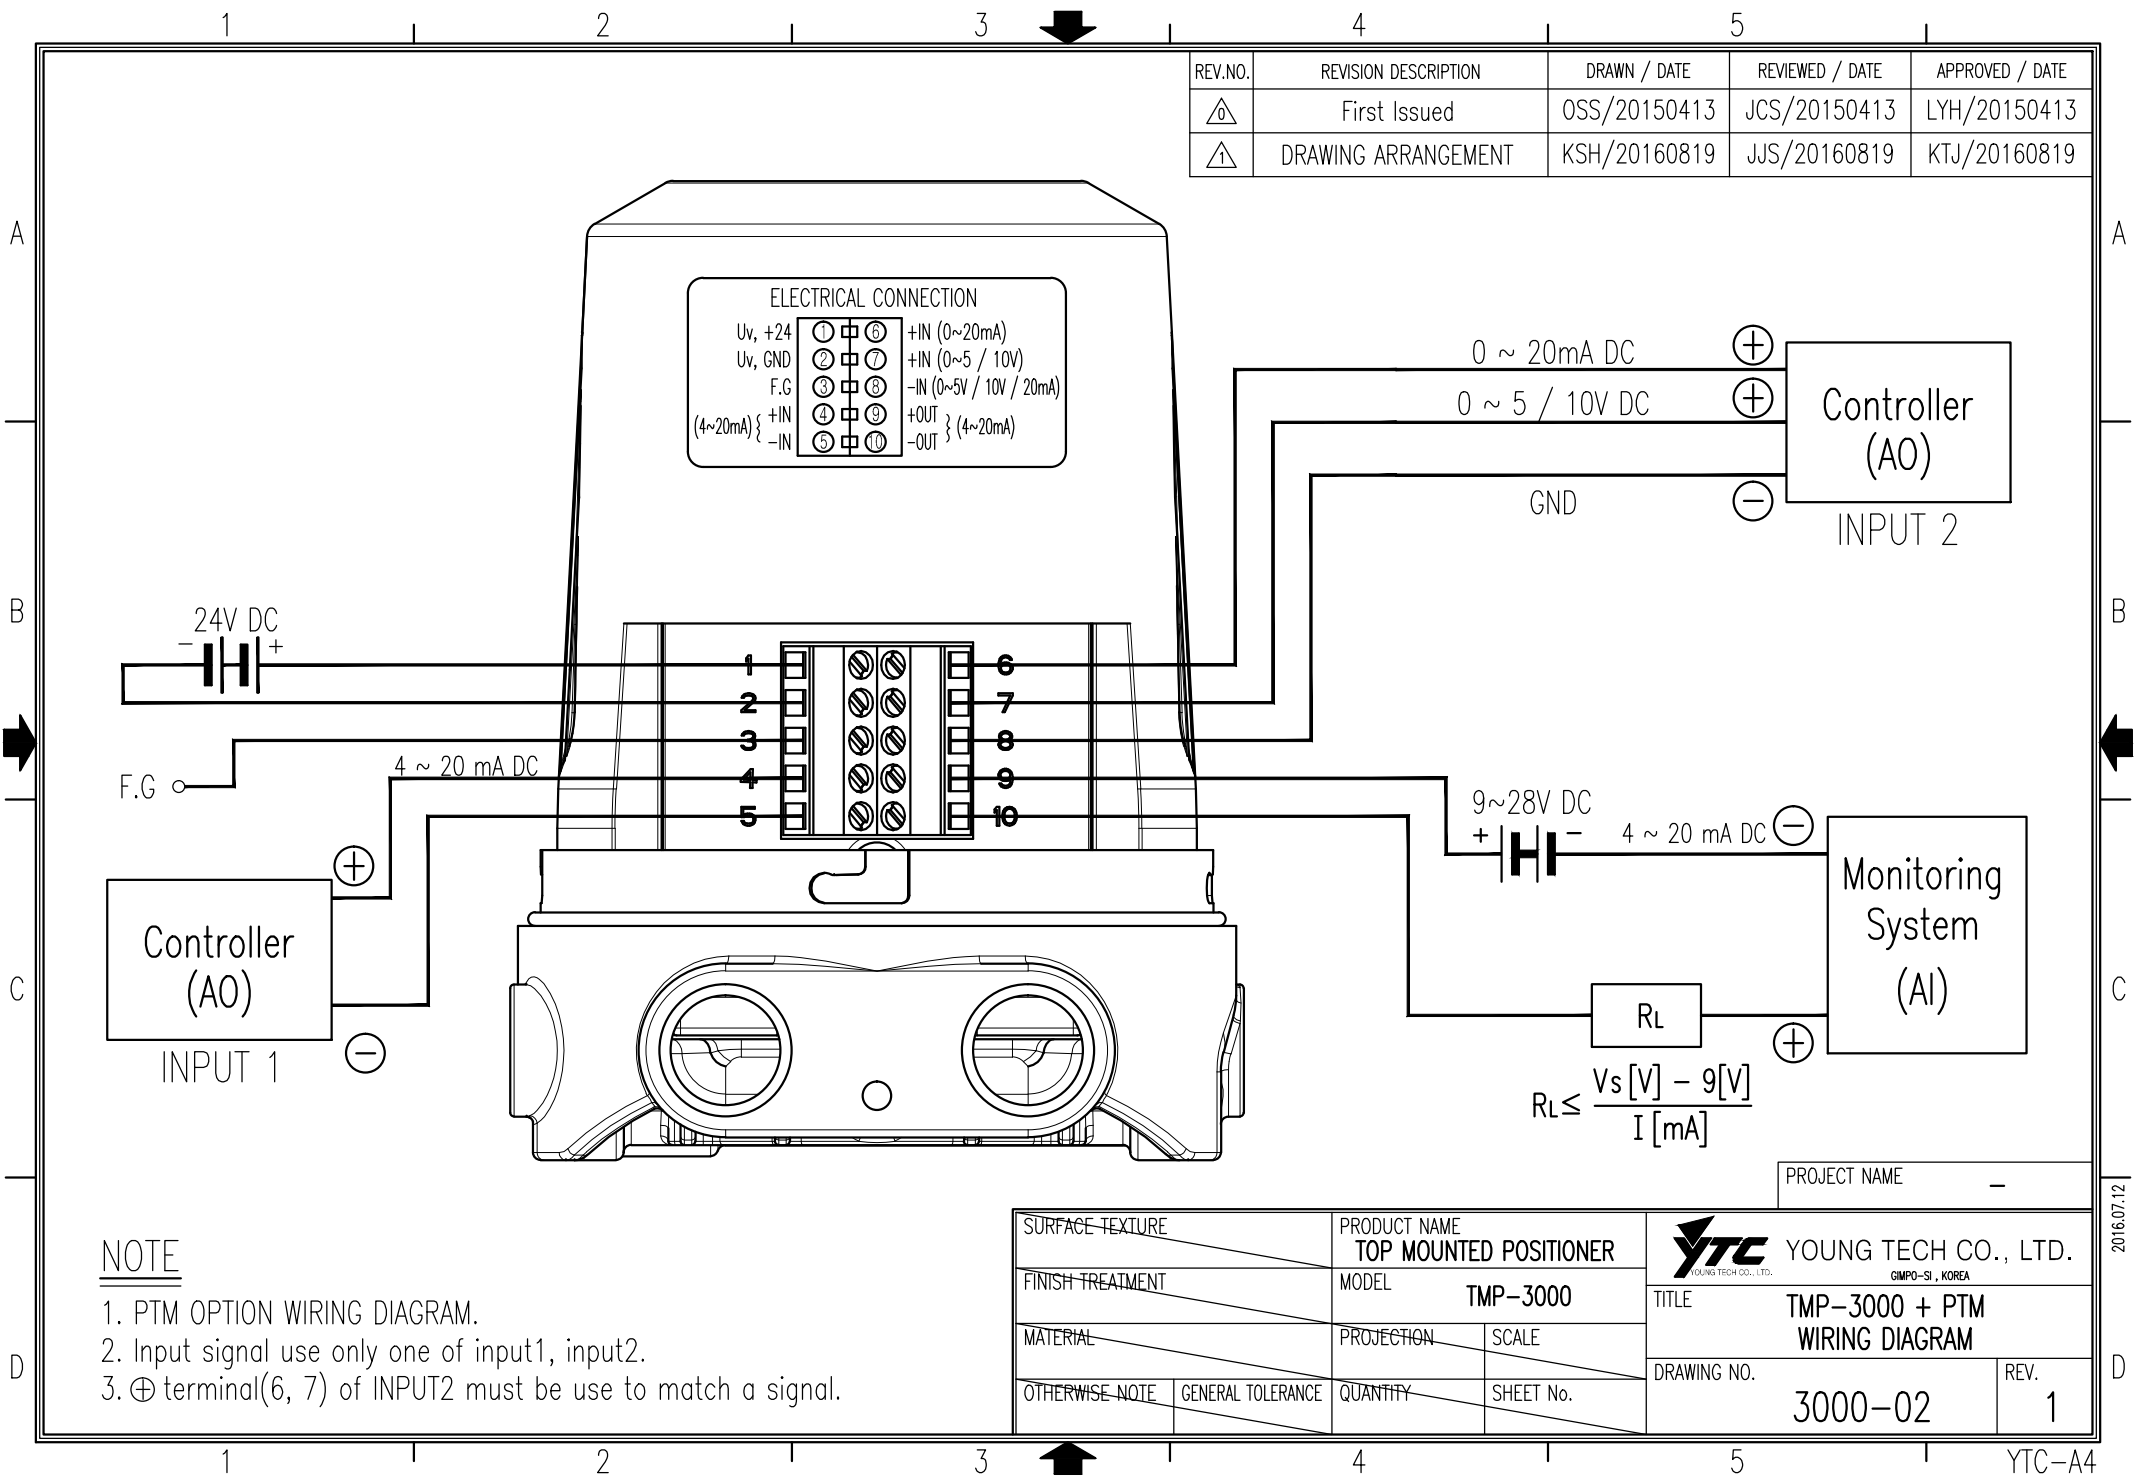 1 2 3 4 5
REV.NO. REVISION DESCRIPTION DRAWN / DATE REVIEWED / DATE APPROVED / DATE
0 First Issued OSS/20150413 JCS/20150413 LYH/20150413
1 DRAWING ARRANGEMENT KSH/20160819 JJS/20160819 KTJ/20160819
A A
ELECTRICAL CONNECTION
Uv, +24 1 6 +IN (0~20mA)
Uv, GND 2 7 +IN (0~5 / 10V)
F.G 3 8 -IN (0~5V / 10V / 20mA)
(4~20mA) { +IN 4 9 +OUT } (4~20mA)
-IN 5 10 -OUT
0 ~ 20mA DC +
0 ~ 5 / 10V DC +
GND −
Controller
(AO)
INPUT 2
B B
24V DC
- +
1 6
2 7
3 8
4 9
5 10
F.G
4 ~ 20 mA DC
+
Controller
(AO)
−
INPUT 1
9~28V DC
+ -
4 ~ 20 mA DC −
Monitoring
System
(AI)
RL
+
RL≤ Vs[V] - 9[V]
I [mA]
C C
PROJECT NAME -
2016.07.12
NOTE
1. PTM OPTION WIRING DIAGRAM.
2. Input signal use only one of input1, input2.
3. ⊕ terminal(6, 7) of INPUT2 must be use to match a signal.
SURFACE TEXTURE
PRODUCT NAME
TOP MOUNTED POSITIONER
FINISH TREATMENT
MODEL
TMP-3000
MATERIAL
PROJECTION
SCALE
OTHERWISE NOTE
GENERAL TOLERANCE
QUANTITY
SHEET No.
YTC
YOUNG TECH CO., LTD.
YOUNG TECH CO., LTD.
GIMPO-SI , KOREA
TITLE
TMP-3000 + PTM
WIRING DIAGRAM
DRAWING NO.
3000-02
REV.
1
D D
1 2 3 4 5
YTC-A4